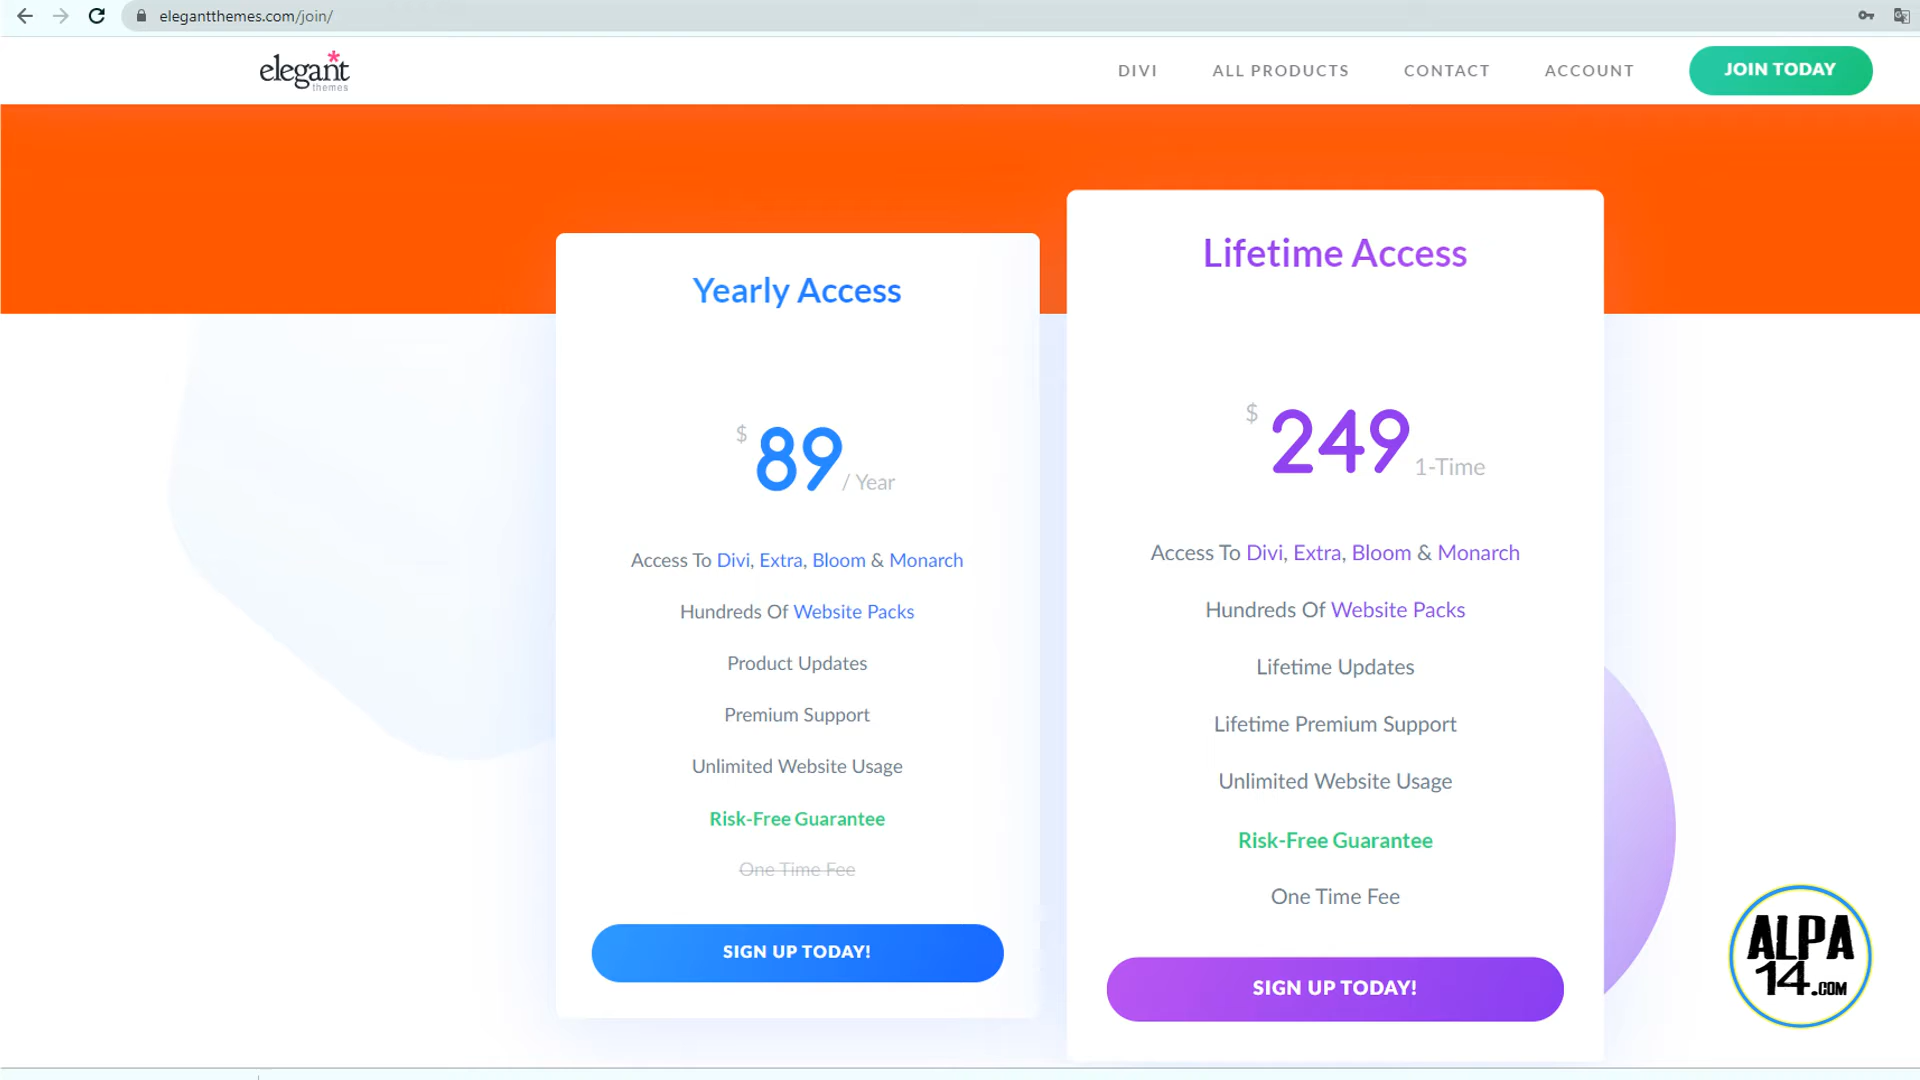 elegantthemes.com/join/
elegant
themes
DIVI
ALL PRODUCTS
CONTACT
ACCOUNT
JOIN TODAY
Yearly Access
$ 89 / Year
Access To Divi, Extra, Bloom & Monarch
Hundreds Of Website Packs
Product Updates
Premium Support
Unlimited Website Usage
Risk-Free Guarantee
One Time Fee
SIGN UP TODAY!
Lifetime Access
$ 249 1-Time
Access To Divi, Extra, Bloom & Monarch
Hundreds Of Website Packs
Lifetime Updates
Lifetime Premium Support
Unlimited Website Usage
Risk-Free Guarantee
One Time Fee
SIGN UP TODAY!
ALPA
14.COM